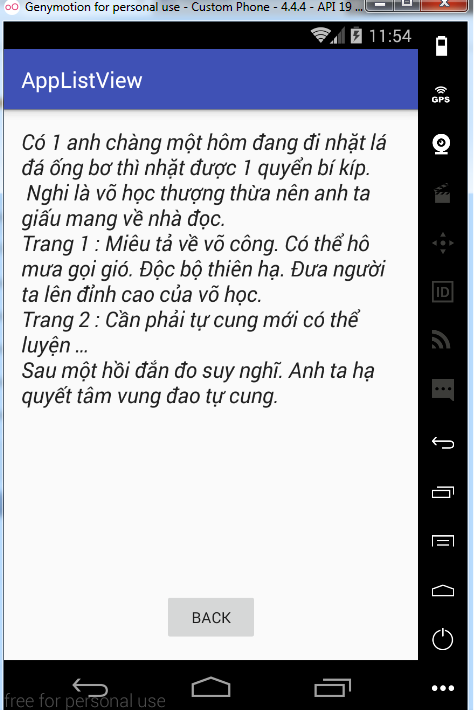 Genymotion for personal use - Custom Phone - 4.4.4 - API 19 ...
11:54
AppListView
GPS
Có 1 anh chàng một hôm đang đi nhặt lá
đá ống bơ thì nhặt được 1 quyển bí kíp.
Nghi là võ học thượng thừa nên anh ta
giấu mang về nhà đọc.
Trang 1 : Miêu tả về võ công. Có thể hô
mưa gọi gió. Độc bộ thiên hạ. Đưa người
ta lên đỉnh cao của võ học.
Trang 2 : Cần phải tự cung mới có thể
luyện ...
Sau một hồi đắn đo suy nghĩ. Anh ta hạ
quyết tâm vung đao tự cung.
ID
BACK
free for personal use